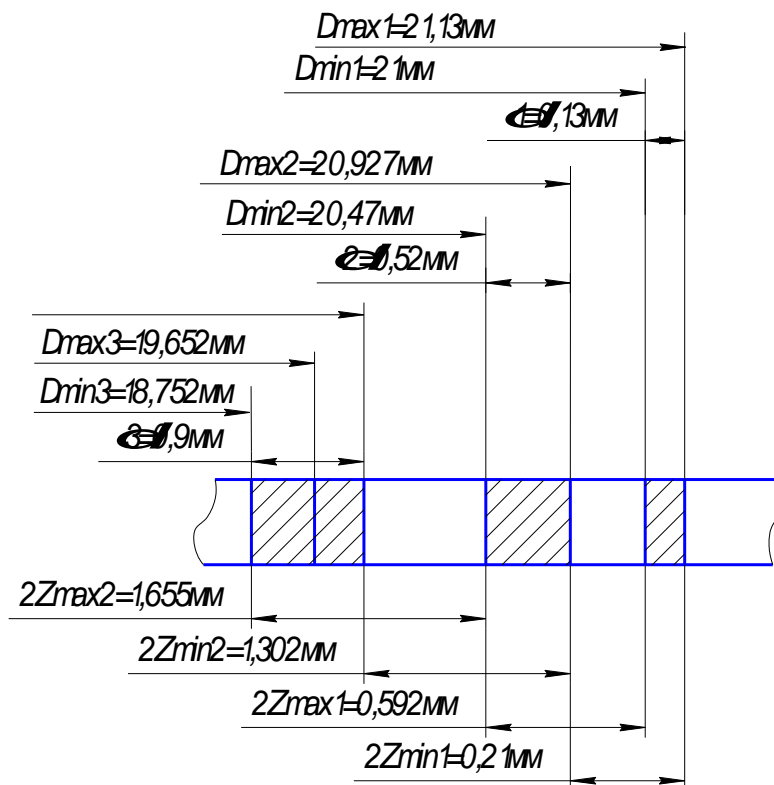 Dmax1=21,13мм
Dmin1=21мм
,13мм
Dmax2=20,927мм
Dmin2=20,47мм
,52мм
Dmax3=19,652мм
Dmin3=18,752мм
,9мм
2Zmax2=1,655мм
2Zmin2=1,302мм
2Zmax1=0,592мм
2Zmin1=0,21мм